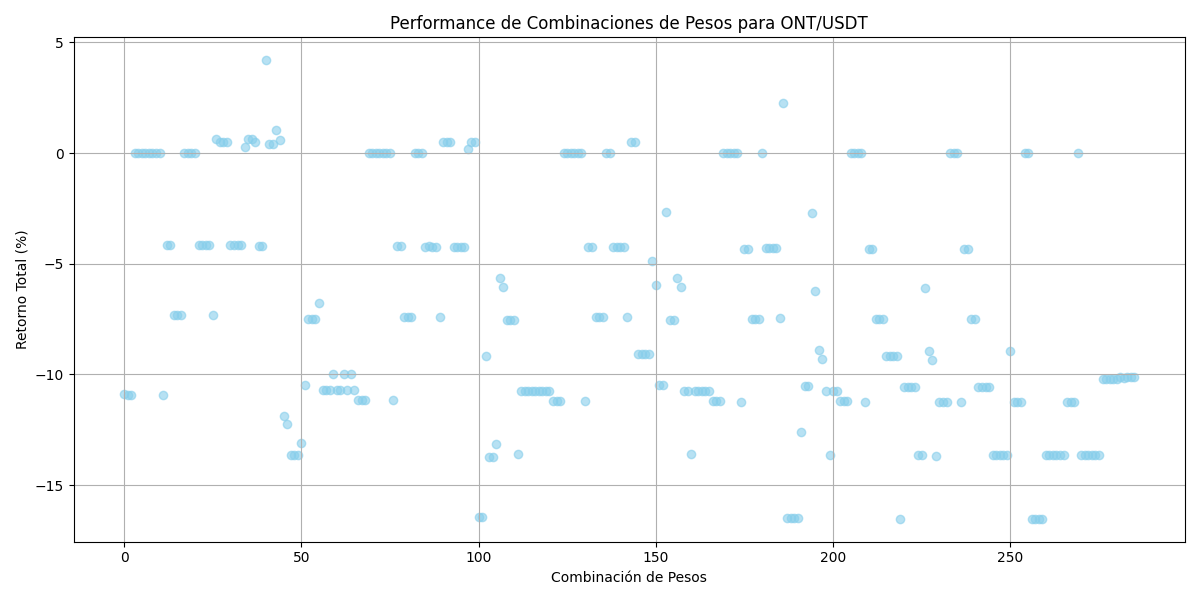 Performance de Combinaciones de Pesos para ONT/USDT
Retorno Total (%)
5
0
−5
−10
−15
0 50 100 150 200 250
Combinación de Pesos